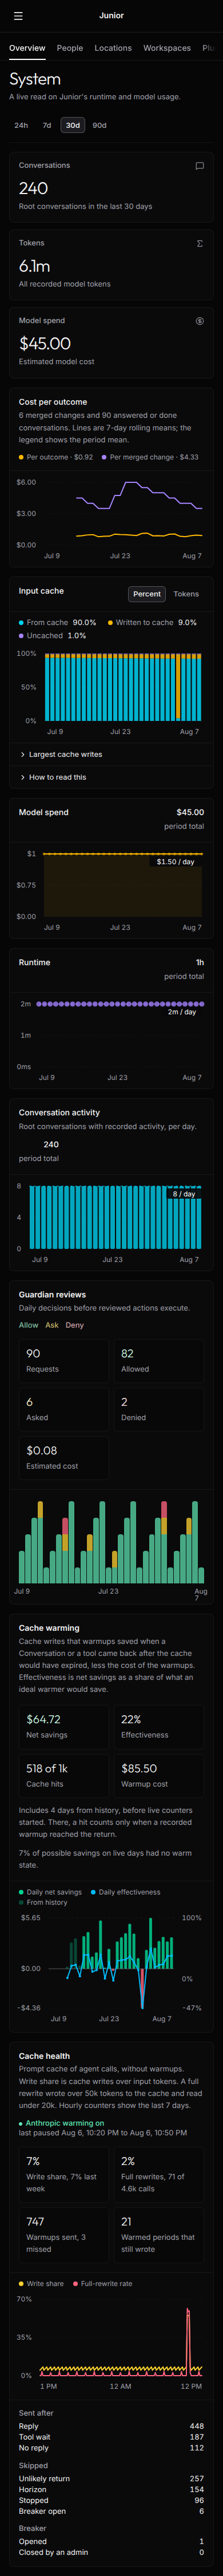 Junior
Overview People Locations Workspaces
System
A live read on Junior's runtime and model usage.
24h 7d 30d 90d
Conversations
240
Root conversations in the last 30 days
Tokens
6.1m
All recorded model tokens
Model spend
$45.00
Estimated model cost
Cost per outcome
6 merged changes and 90 answered or done
conversations. Lines are 7-day rolling means; the
legend shows the period mean.
Per outcome · $0.92 Per merged change · $4.33
$6.00
$3.00
$0.00
Jul 9 Jul 23 Aug 7
Input cache
Percent Tokens
From cache 90.0% Written to cache 9.0%
Uncached 1.0%
100%
50%
0%
Jul 9 Jul 23 Aug 7
Largest cache writes
How to read this
Model spend $45.00
period total
$1
$1.50 / day
$0.75
$0.00
Jul 9 Jul 23 Aug 7
Runtime 1h
period total
2m
2m / day
1m
0ms
Jul 9 Jul 23 Aug 7
Conversation activity
Root conversations with recorded activity, per day.
240
period total
8
8 / day
4
0
Jul 9 Jul 23 Aug 7
Guardian reviews
Daily decisions before reviewed actions execute.
Allow Ask Deny
90 82
Requests Allowed
6 2
Asked Denied
$0.08
Estimated cost
Jul 9 Jul 23 Aug
7
Cache warming
Cache writes that warmups saved when a
Conversation or a tool came back after the cache
would have expired, less the cost of the warmups.
Effectiveness is net savings as a share of what an
ideal warmer would save.
$64.72 22%
Net savings Effectiveness
518 of 1k $85.50
Cache hits Warmup cost
Includes 4 days from history, before live counters
started. There, a hit counts only when a recorded
warmup reached the return.
7% of possible savings on live days had no warm
state.
Daily net savings Daily effectiveness
From history
$5.65 100%
$0.00 0%
-$4.36 -47%
Jul 9 Jul 23 Aug 7
Cache health
Prompt cache of agent calls, without warmups.
Write share is cache writes over input tokens. A full
rewrite wrote over 50k tokens to the cache and read
under 20k. Hourly counts show the last 7 days.
Anthropic warming on
last paused Aug 6, 10:20 PM to Aug 6, 10:50 PM
7% 2%
Write share, 7% last Full rewrites, 71 of
week 4.6k calls
747 21
Warmups sent, 3 Warmed periods that
missed still wrote
Write share Full-rewrite rate
70%
35%
0%
1 PM 12 AM 12 PM
Sent after
Reply 448
Tool wait 187
No reply 112
Skipped
Unlikely return 257
Horizon 154
Stopped 96
Breaker open 6
Breaker
Opened 1
Closed by an admin 0